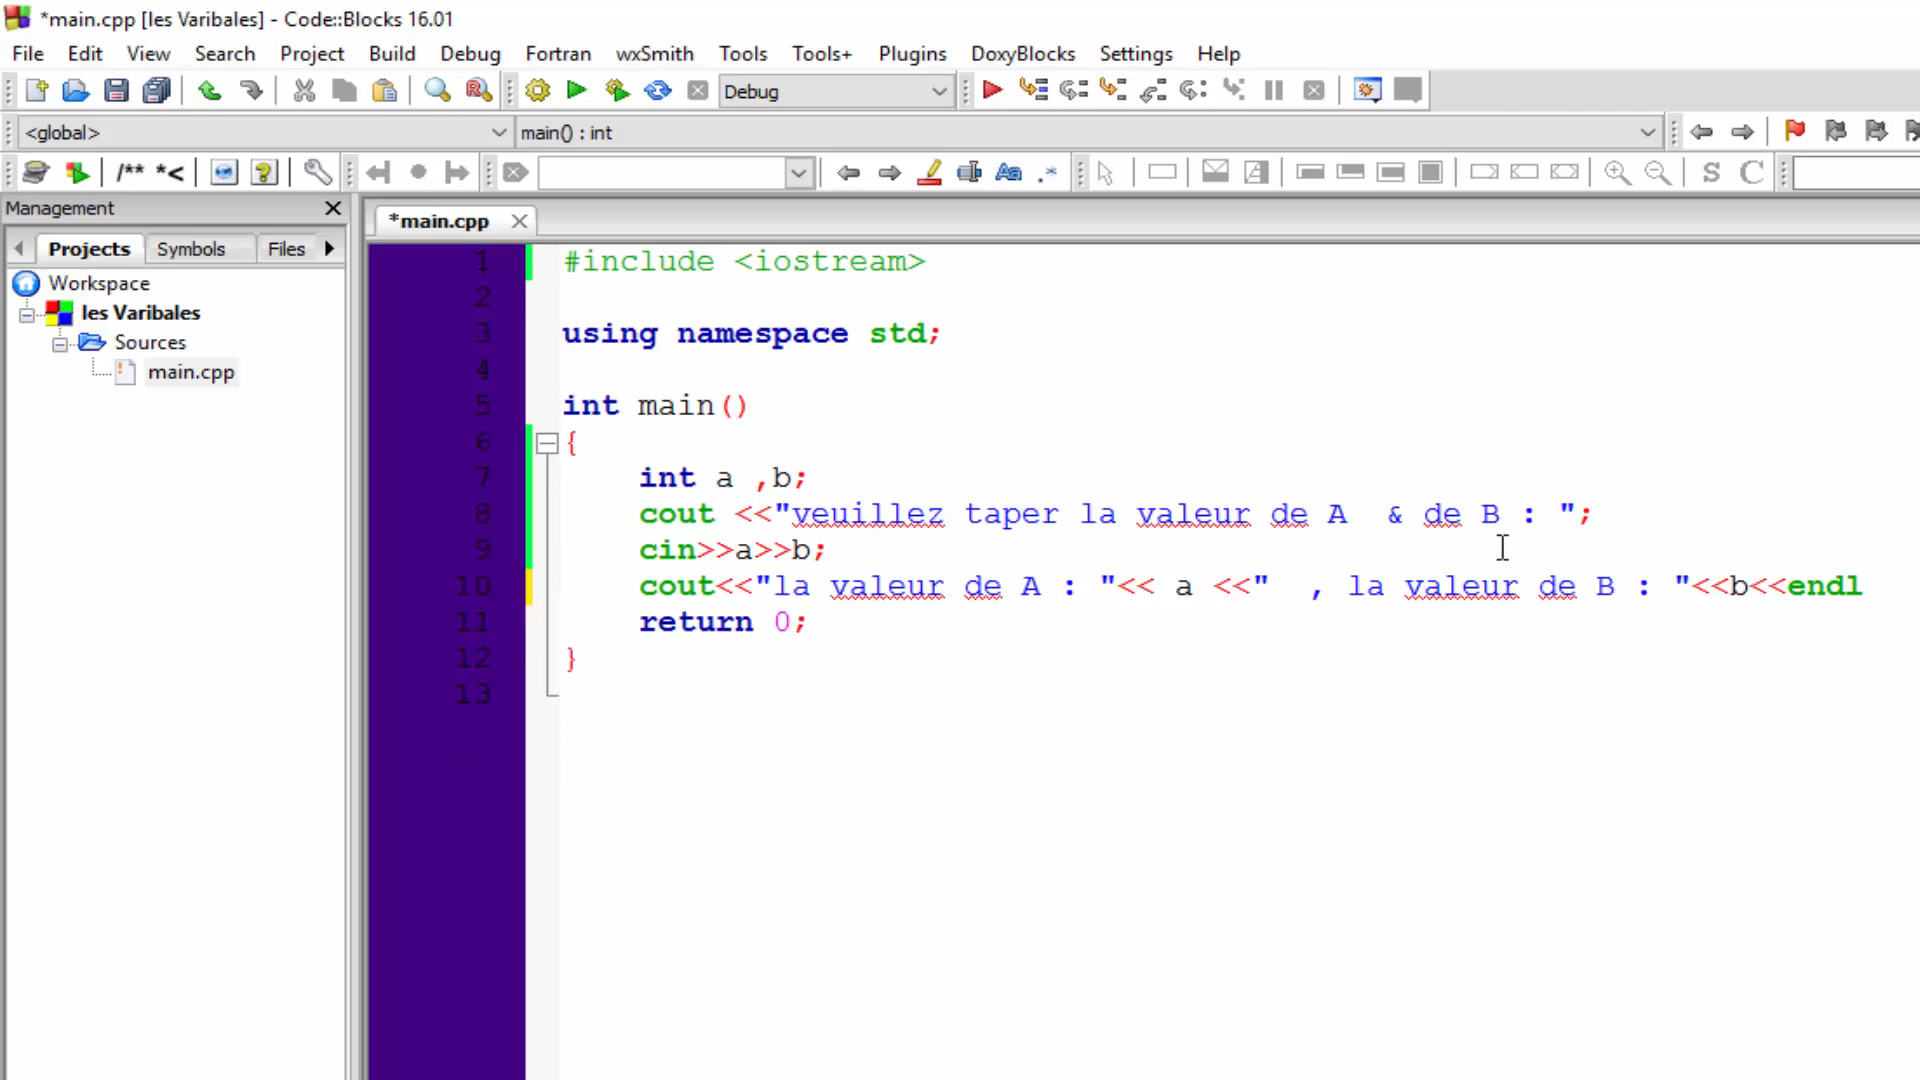 *main.cpp [les Varibales] - Code::Blocks 16.01
File Edit View Search Project Build Debug Fortran wxSmith Tools Tools+ Plugins DoxyBlocks Settings Help
Debug
<global> main() : int
/** *<
Management
Projects Symbols Files
*main.cpp
Workspace
les Varibales
Sources
main.cpp
1 #include <iostream>
2
3 using namespace std;
4
5 int main()
6 {
7 int a ,b;
8 cout <<"veuillez taper la valeur de A  & de B : ";
9 cin>>a>>b;
10 cout<<"la valeur de A : "<< a <<"  , la valeur de B : "<<b<<endl
11 return 0;
12 }
13